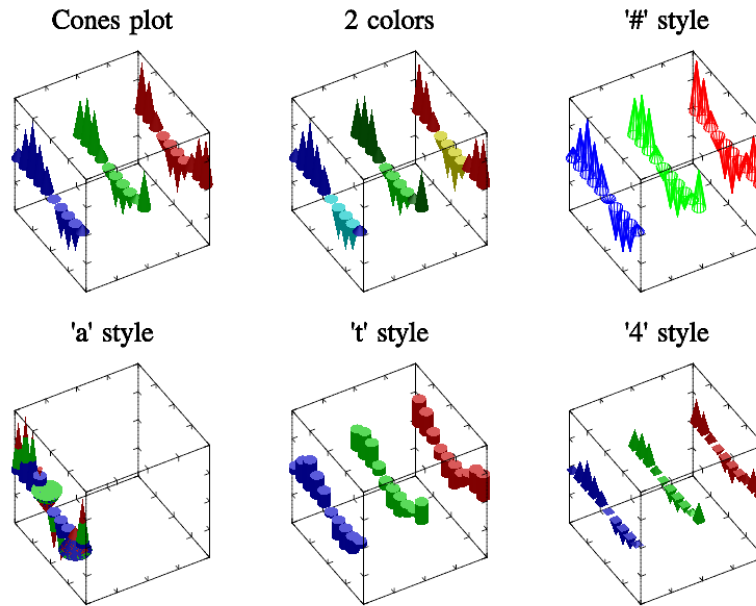 Cones plot
2 colors
'#' style
'a' style
't' style
'4' style